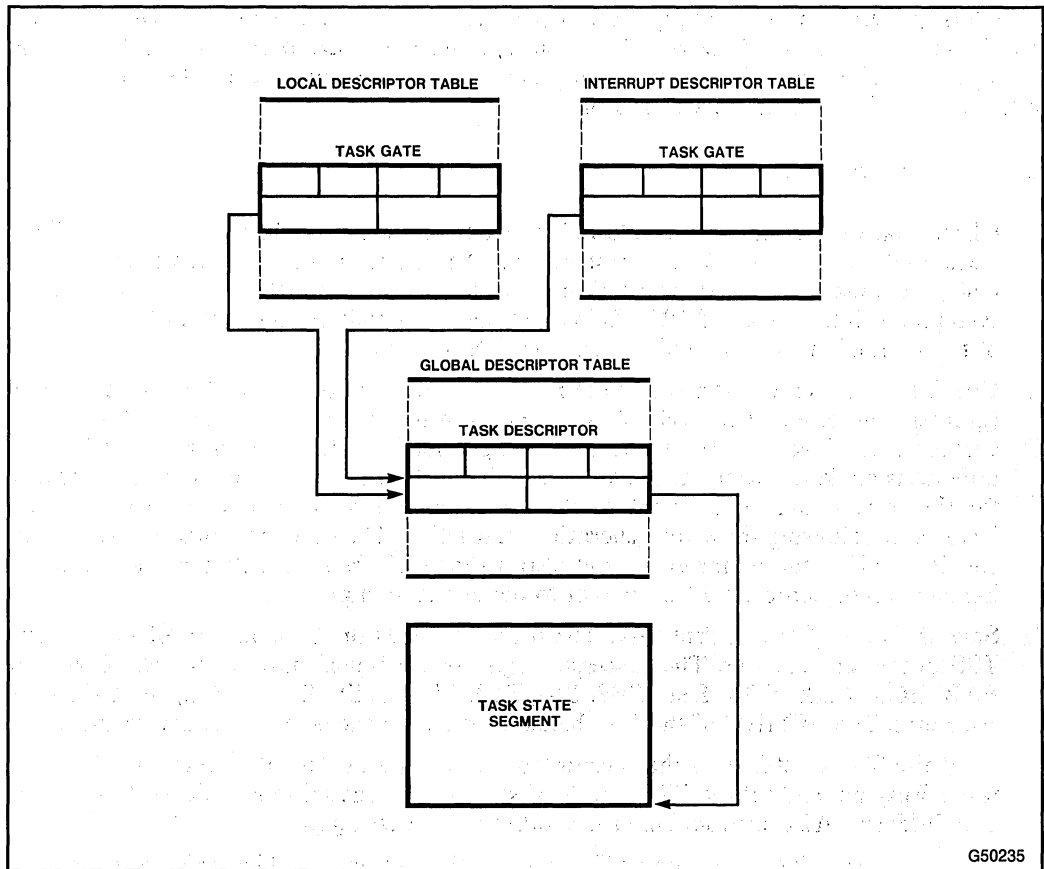 LOCAL DESCRIPTOR TABLE
INTERRUPT DESCRIPTOR TABLE
TASK GATE
TASK GATE
GLOBAL DESCRIPTOR TABLE
TASK DESCRIPTOR
TASK STATE
SEGMENT
G50235